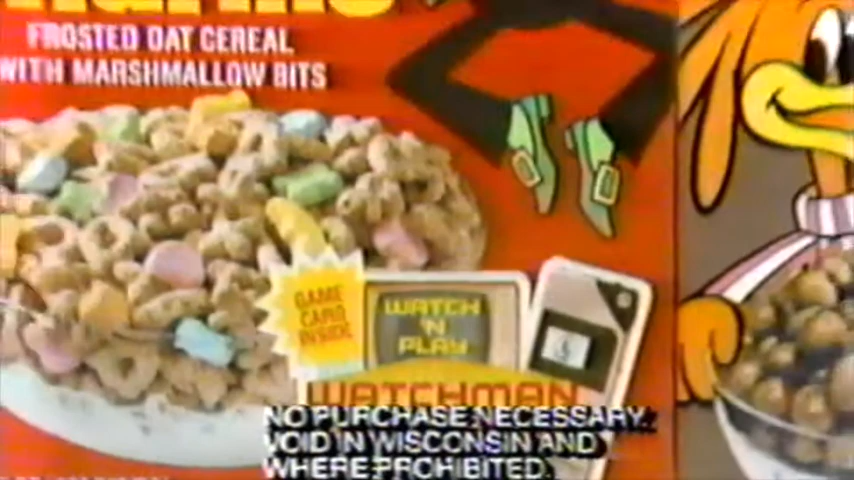 FROSTED OAT CEREAL
WITH MARSHMALLOW BITS
GAME
CARD
INSIDE
WATCH
'N
PLAY
WATCHMAN
NO PURCHASE NECESSARY.
VOID IN WISCONSIN AND
WHERE PROHIBITED.